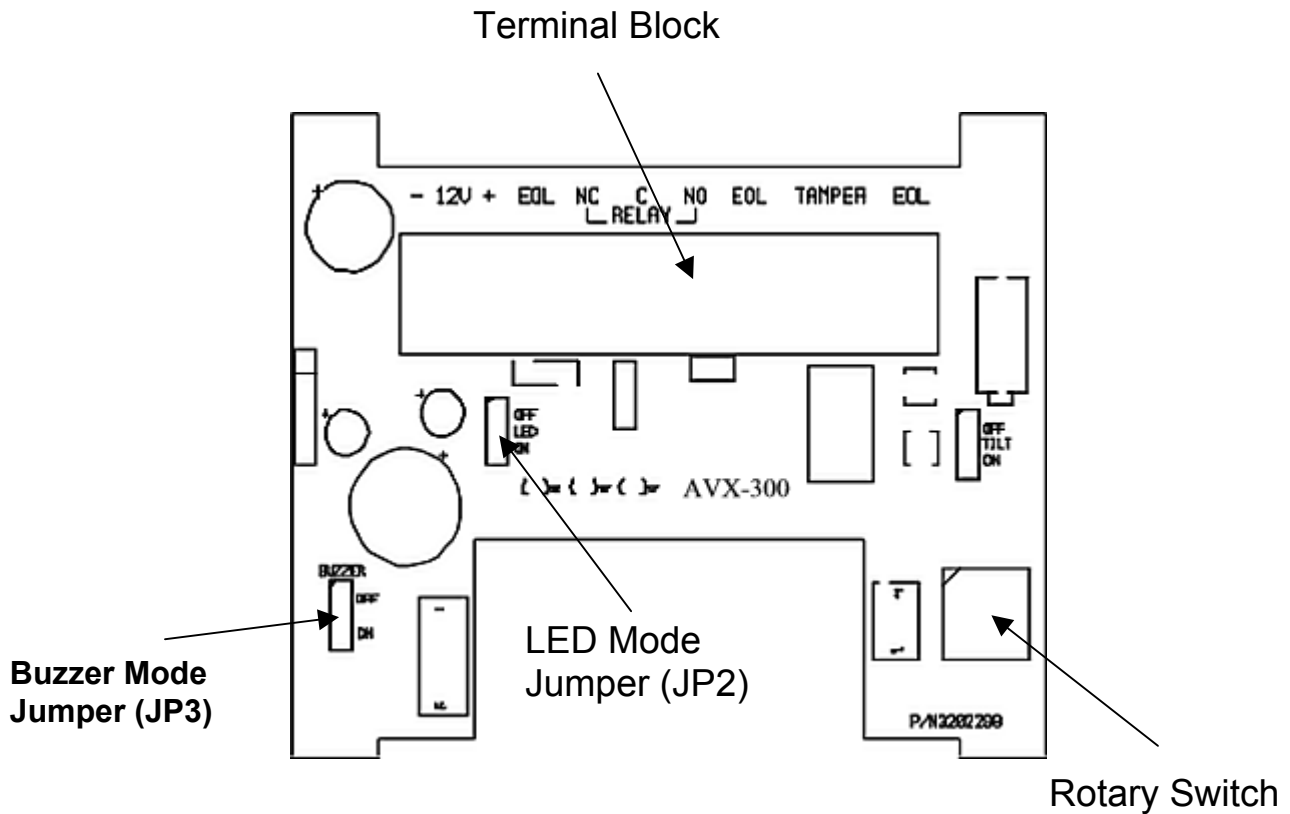 Terminal Block
- 12V + EOL NC C NO EOL TAMPER EOL
RELAY
OFF
LED
ON
OFF
TILT
ON
AVX-300
BUZZER
OFF
ON
LED Mode
Jumper (JP2)
Buzzer Mode
Jumper (JP3)
Rotary Switch